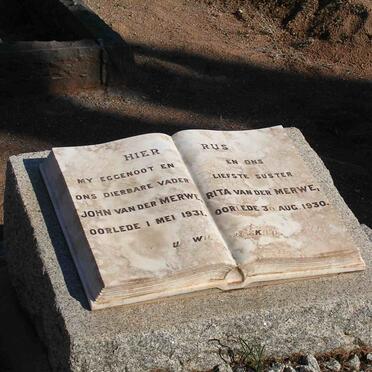 HIER RUS
MY EGGENOOT EN
ONS DIERBARE VADER
JOHN VAN DER MERWE
OORLEDE 1 MEI 1931.
EN ONS
LIEFSTE SUSTER
RITA VAN DER MERWE,
OORLEDE 3 AUG. 1930.
U W K